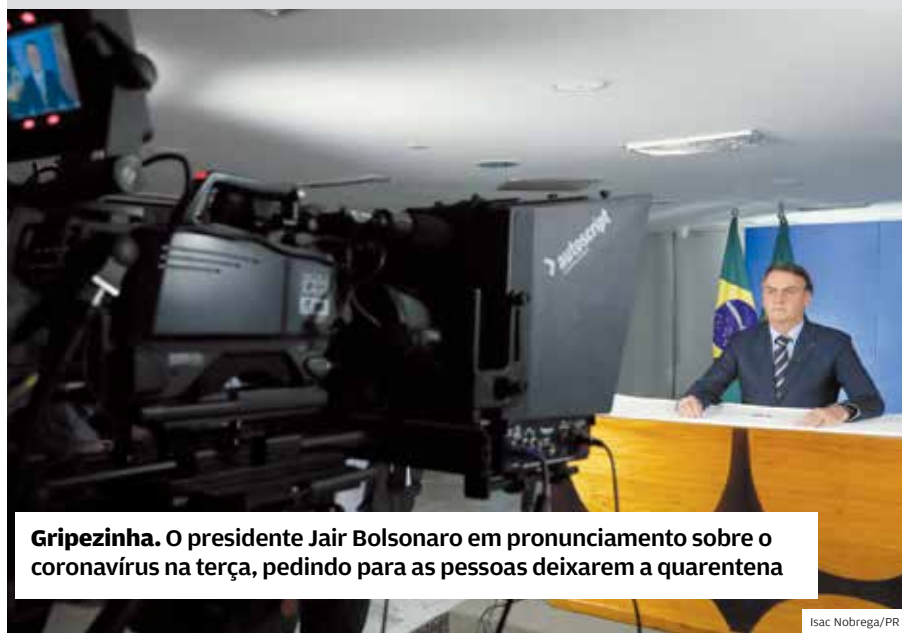 autoscript
Gripezinha. O presidente Jair Bolsonaro em pronunciamento sobre o
coronavírus na terça, pedindo para as pessoas deixarem a quarentena
Isac Nobrega/PR